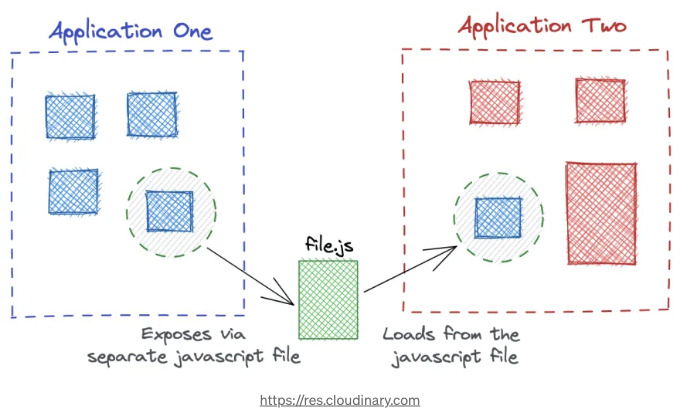 Application One
Application Two
file.js
Exposes via
separate javascript file
Loads from the
javascript file
https://res.cloudinary.com